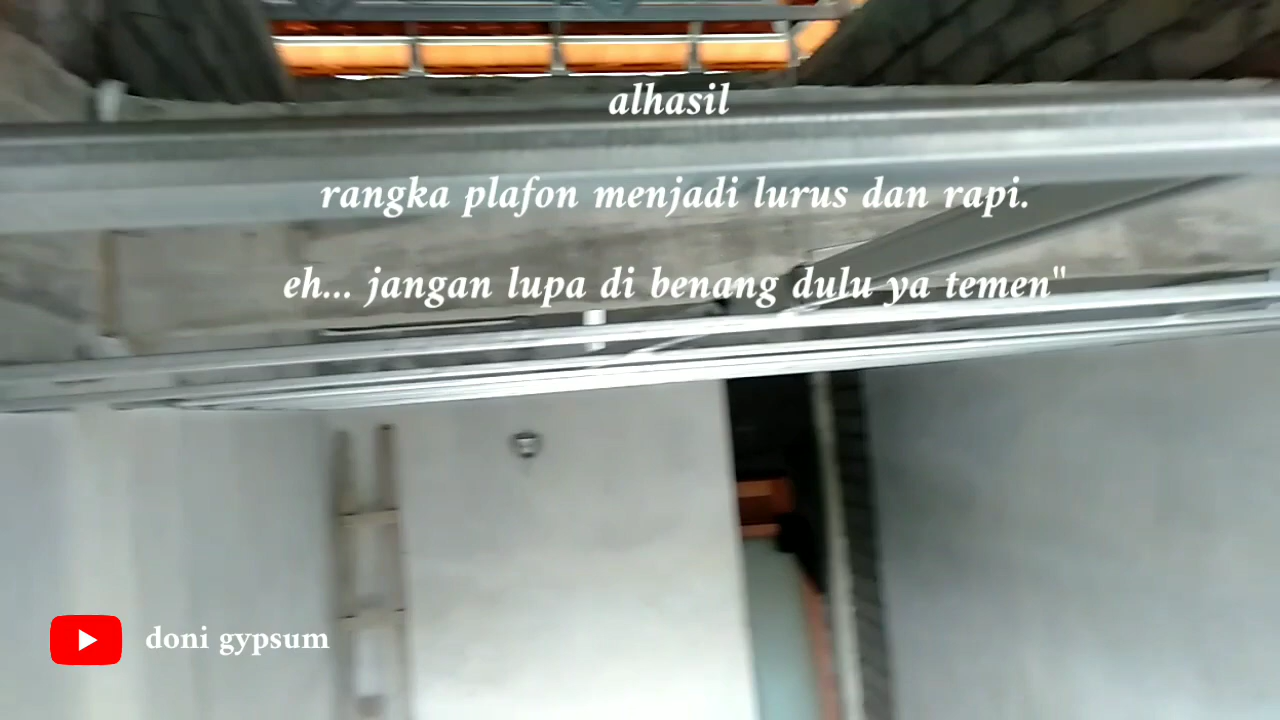 alhasil
rangka plafon menjadi lurus dan rapi.
eh... jangan lupa di benang dulu ya temen"
doni gypsum